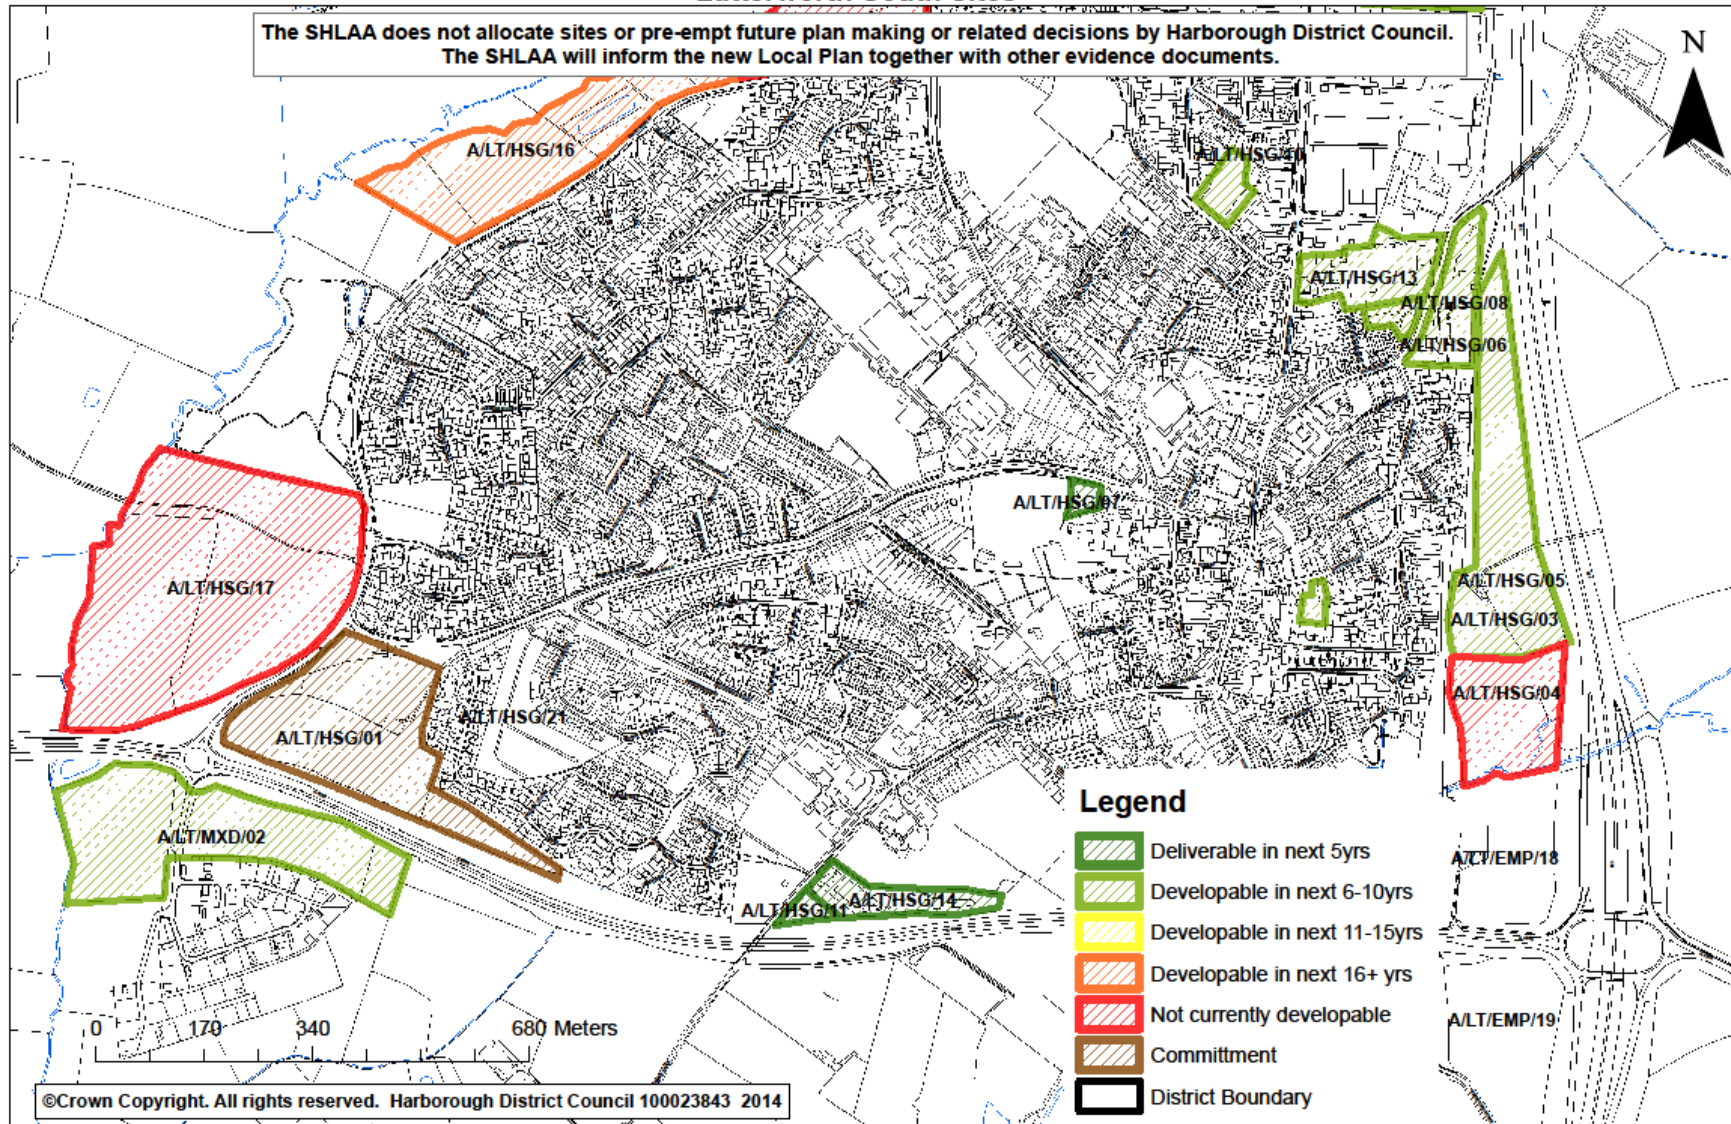 The SHLAA does not allocate sites or pre-empt future plan making or related decisions by Harborough District Council.
The SHLAA will inform the new Local Plan together with other evidence documents.
N
A/LT/HSG/16
A/LT/HSG/10
A/LT/HSG/13
A/LT/HSG/08
A/LT/HSG/06
A/LT/HSG/07
A/LT/HSG/17
A/LT/HSG/05
A/LT/HSG/03
A/LT/HSG/04
A/LT/HSG/21
A/LT/HSG/01
A/LT/MXD/02
A/LT/HSG/14
A/LT/HSG/11
A/LT/EMP/18
A/LT/EMP/19
Legend
Deliverable in next 5yrs
Developable in next 6-10yrs
Developable in next 11-15yrs
Developable in next 16+ yrs
Not currently developable
Committment
District Boundary
0 170 340 680 Meters
©Crown Copyright. All rights reserved. Harborough District Council 100023843 2014